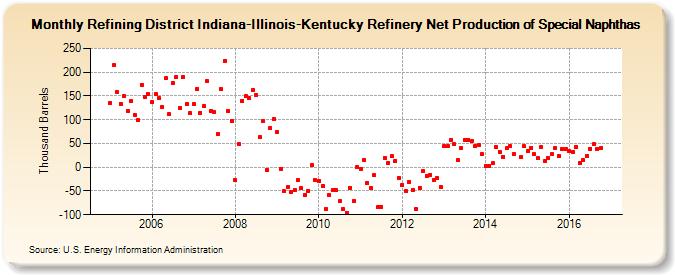 Monthly Refining District Indiana-Illinois-Kentucky Refinery Net Production of Special Naphthas
Thousand Barrels
250
200
150
100
50
0
-50
-100
2006 2008 2010 2012 2014 2016
Source: U.S. Energy Information Administration